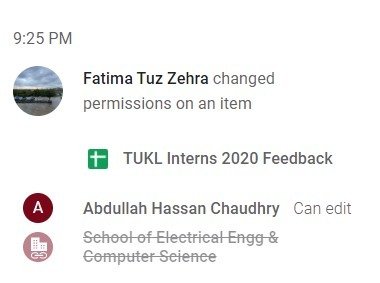 9:25 PM
Fatima Tuz Zehra changed
permissions on an item
TUKL Interns 2020 Feedback
A Abdullah Hassan Chaudhry Can edit
School of Electrical Engg &
Computer Science